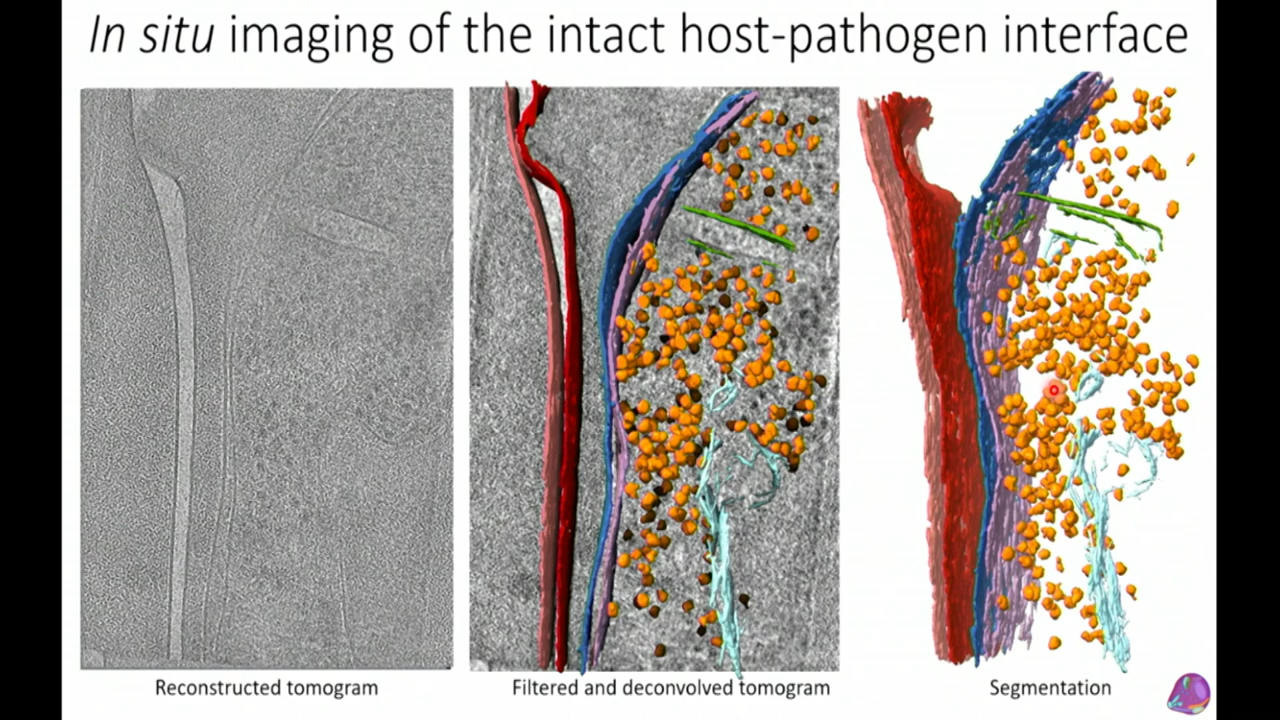 In situ imaging of the intact host-pathogen interface
Reconstructed tomogram
Filtered and deconvolved tomogram
Segmentation